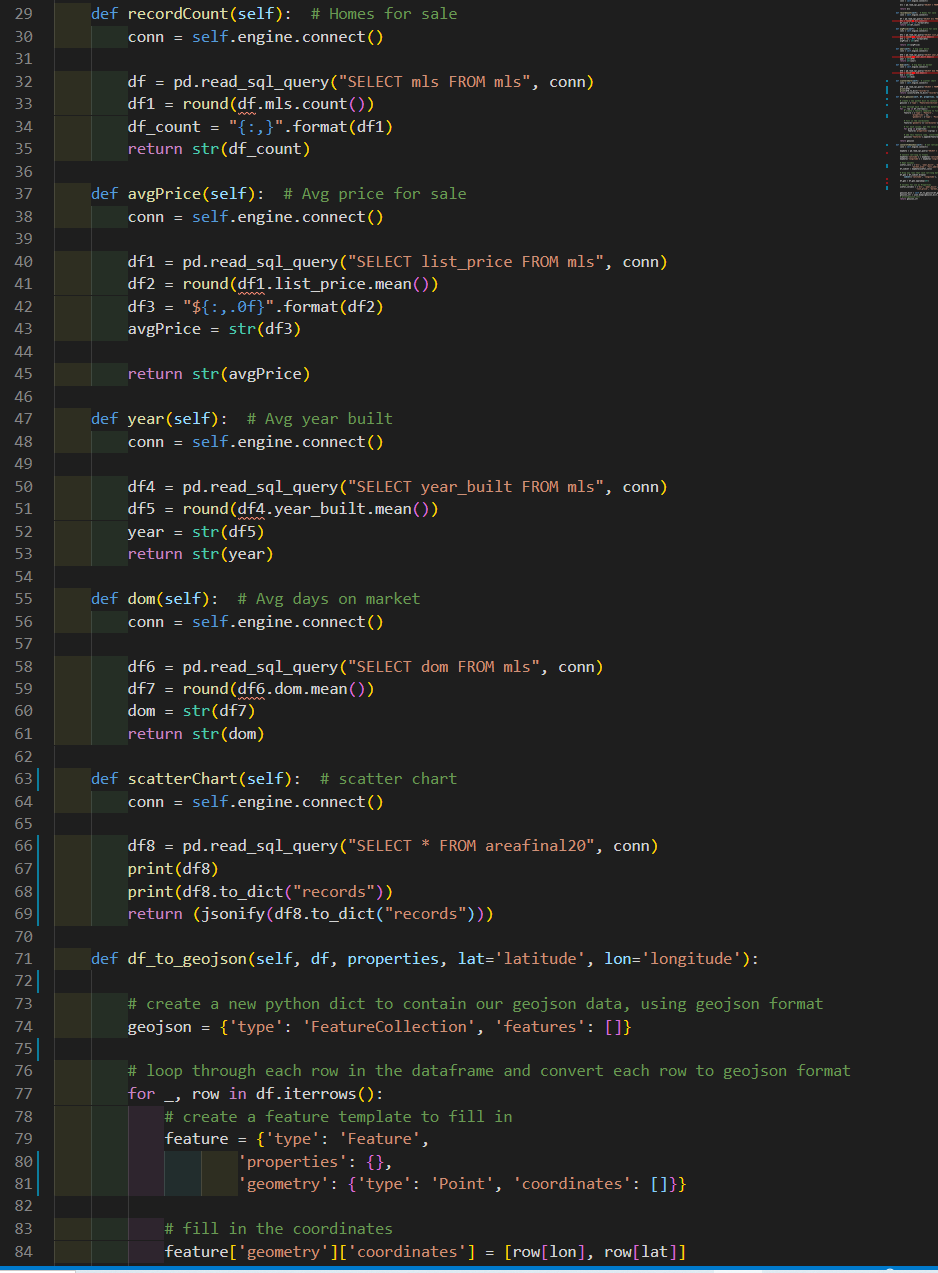 29 def recordCount(self):  # Homes for sale
30 conn = self.engine.connect()
31
32 df = pd.read_sql_query("SELECT mls FROM mls", conn)
33 df1 = round(df.mls.count())
34 df_count = "{:,}".format(df1)
35 return str(df_count)
36
37 def avgPrice(self):  # Avg price for sale
38 conn = self.engine.connect()
39
40 df1 = pd.read_sql_query("SELECT list_price FROM mls", conn)
41 df2 = round(df1.list_price.mean())
42 df3 = "${:,.0f}".format(df2)
43 avgPrice = str(df3)
44
45 return str(avgPrice)
46
47 def year(self):  # Avg year built
48 conn = self.engine.connect()
49
50 df4 = pd.read_sql_query("SELECT year_built FROM mls", conn)
51 df5 = round(df4.year_built.mean())
52 year = str(df5)
53 return str(year)
54
55 def dom(self):  # Avg days on market
56 conn = self.engine.connect()
57
58 df6 = pd.read_sql_query("SELECT dom FROM mls", conn)
59 df7 = round(df6.dom.mean())
60 dom = str(df7)
61 return str(dom)
62
63 def scatterChart(self):  # scatter chart
64 conn = self.engine.connect()
65
66 df8 = pd.read_sql_query("SELECT * FROM areafinal20", conn)
67 print(df8)
68 print(df8.to_dict("records"))
69 return (jsonify(df8.to_dict("records")))
70
71 def df_to_geojson(self, df, properties, lat='latitude', lon='longitude'):
72
73 # create a new python dict to contain our geojson data, using geojson format
74 geojson = {'type': 'FeatureCollection', 'features': []}
75
76 # loop through each row in the dataframe and convert each row to geojson format
77 for _, row in df.iterrows():
78 # create a feature template to fill in
79 feature = {'type': 'Feature',
80 'properties': {},
81 'geometry': {'type': 'Point', 'coordinates': []}}
82
83 # fill in the coordinates
84 feature['geometry']['coordinates'] = [row[lon], row[lat]]